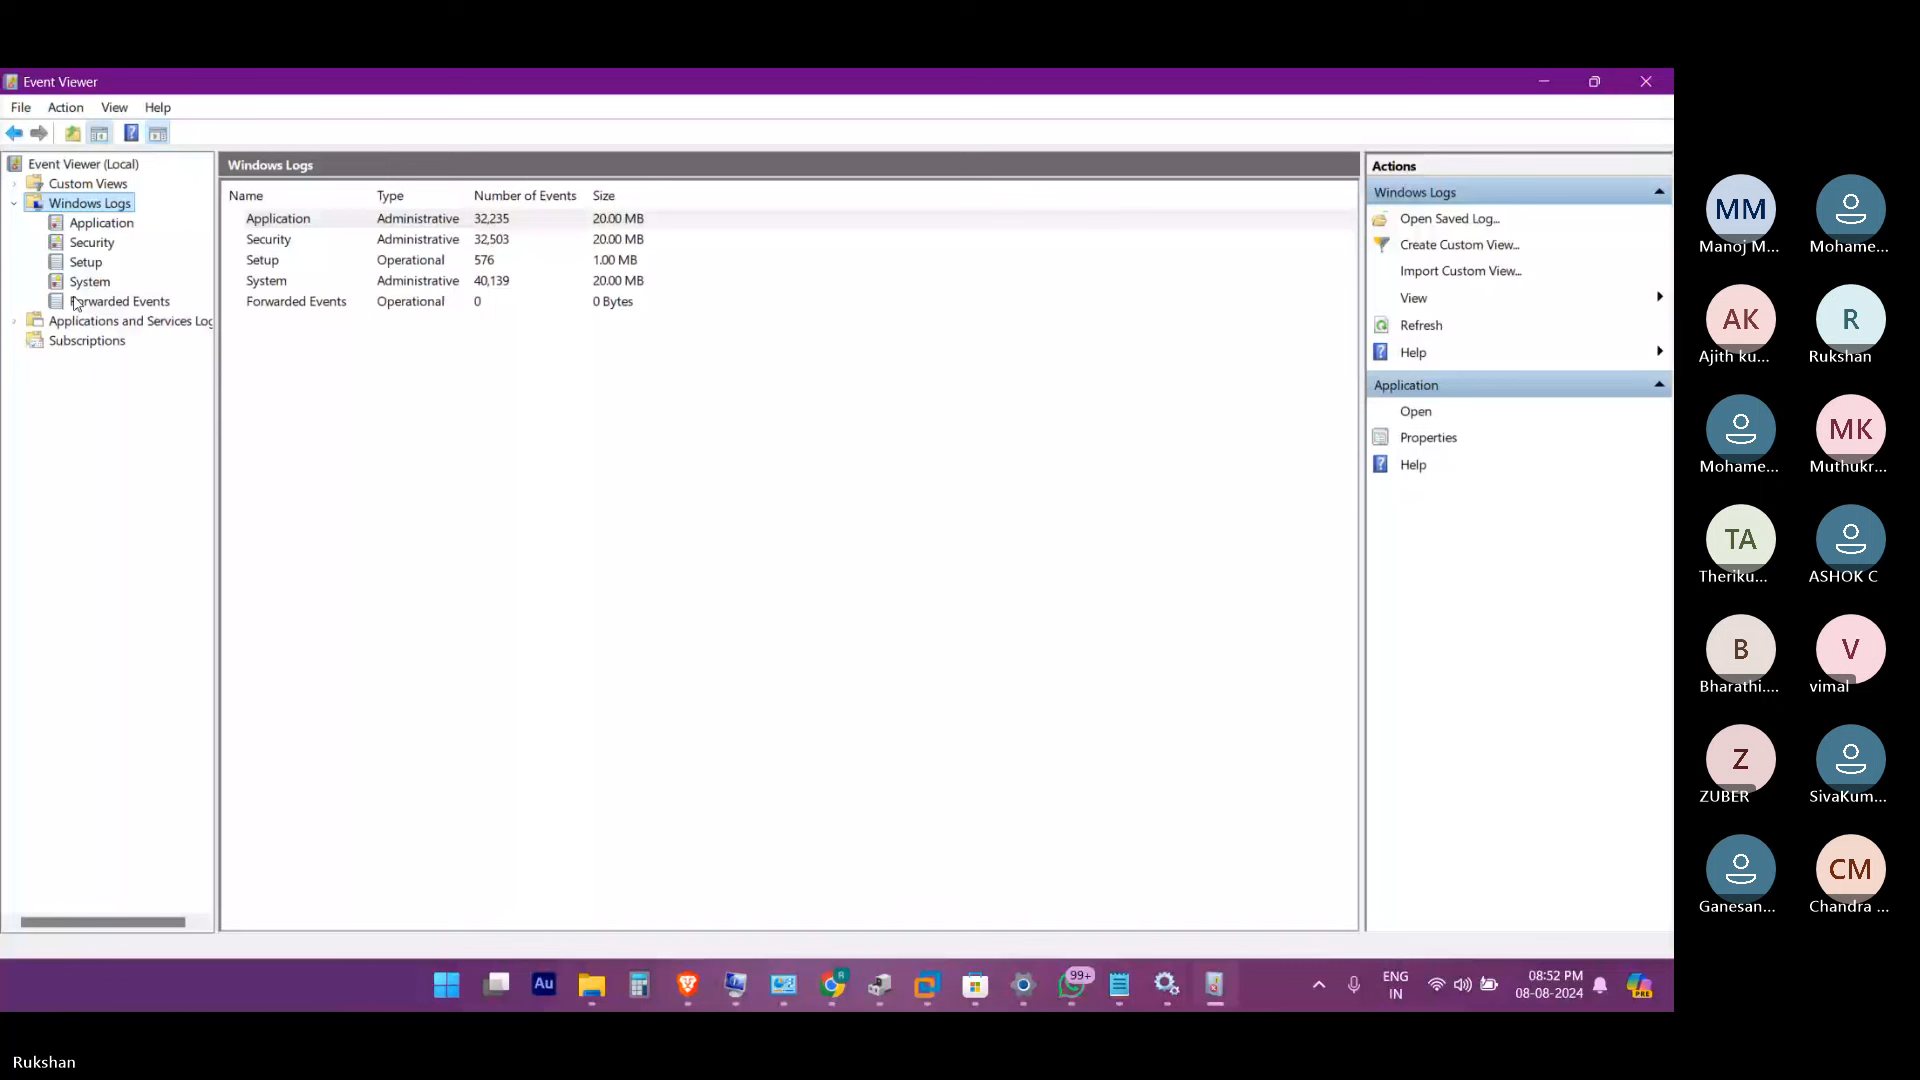 Event Viewer
File Action View Help
Event Viewer (Local)
Custom Views
Windows Logs
Application
Security
Setup
System
Forwarded Events
Applications and Services Log
Subscriptions
Windows Logs
Name Type Number of Events Size
Application Administrative 32,235 20.00 MB
Security Administrative 32,503 20.00 MB
Setup Operational 576 1.00 MB
System Administrative 40,139 20.00 MB
Forwarded Events Operational 0 0 Bytes
Actions
Windows Logs
Open Saved Log...
Create Custom View...
Import Custom View...
View
Refresh
Help
Application
Open
Properties
Help
MM
Manoj M...
Mohame...
AK
Ajith ku...
R
Rukshan
Mohame...
MK
Muthukr...
TA
Theriku...
ASHOK C
B
Bharathi....
V
vimal
Z
ZUBER
SivaKum...
Ganesan...
CM
Chandra ...
Au
R
99+
ENG
IN
08:52 PM
08-08-2024
PRE
Rukshan